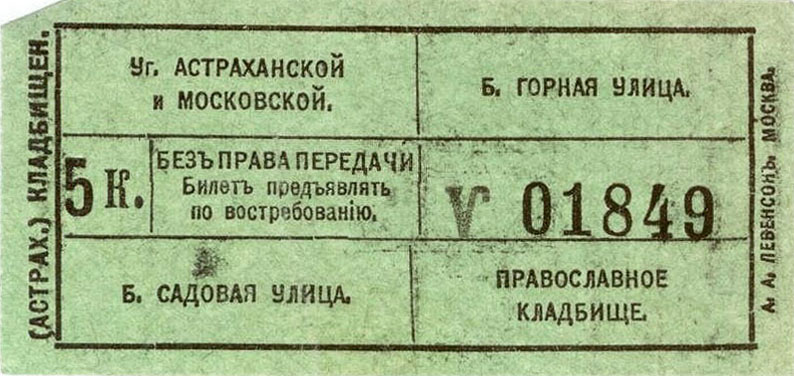 (АСТРАХ.) КЛАДБИЩЕН.
Уг. АСТРАХАНСКОЙ
и МОСКОВСКОЙ.
Б. ГОРНАЯ УЛИЦА.
5 К.
БЕЗЪ ПРАВА ПЕРЕДАЧИ
Билетъ предъявлять
по востребованію.
V 01849
Б. САДОВАЯ УЛИЦА.
ПРАВОСЛАВНОЕ
КЛАДБИЩЕ.
А. А. ЛЕВЕНСОНЪ. МОСКВА.